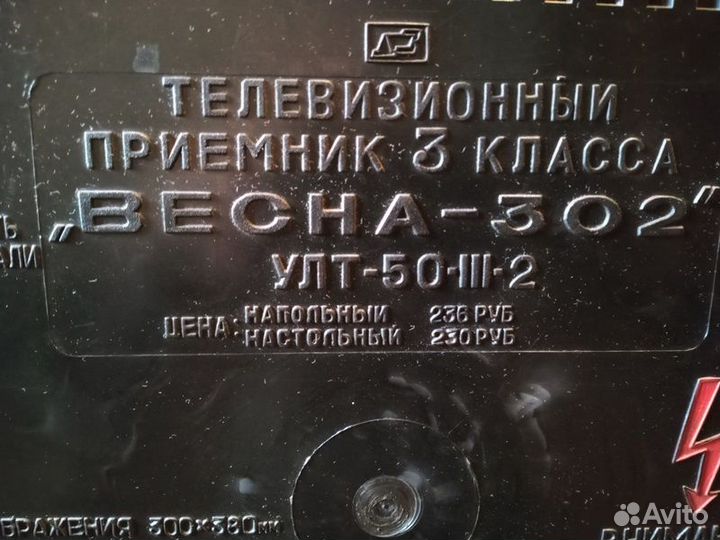 ТЕЛЕВИЗИОННЫЙ
ПРИЕМНИК 3 КЛАССА
„ВЕСНА-302"
УЛТ-50-III-2
ЦЕНА: НАПОЛЬНЫЙ 236 РУБ
НАСТОЛЬНЫЙ 230 РУБ
300×380мм
Avito